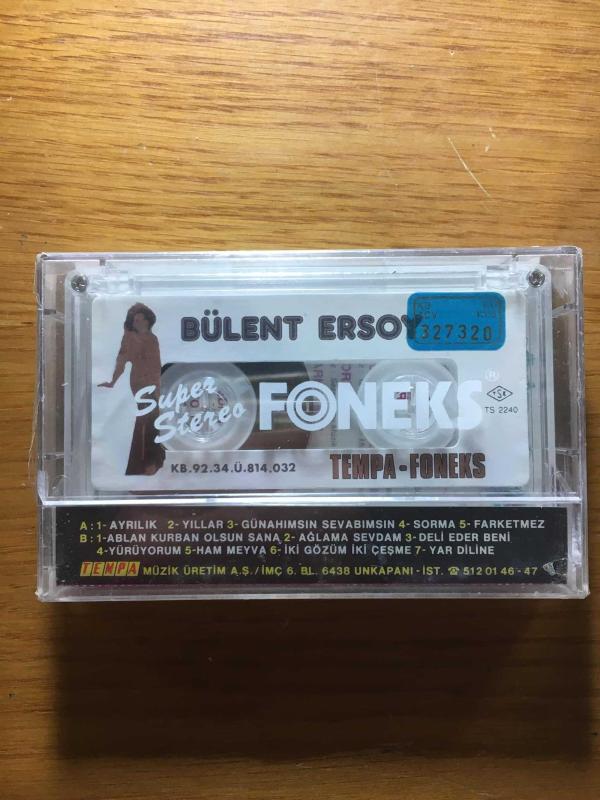 BÜLENT ERSOY
327320
Super
Stereo
FONEKS®
TSE
TS 2240
KB.92.34.Ü.814.032
TEMPA-FONEKS
A: 1- AYRILIK 2- YILLAR 3- GÜNAHIMSIN SEVABIMSIN 4- SORMA 5- FARKETMEZ
B: 1-ABLAN KURBAN OLSUN SANA 2- AĞLAMA SEVDAM 3- DELİ EDER BENİ
4-YÜRÜYORUM 5-HAM MEYVA 6- İKİ GÖZÜM İKİ ÇEŞME 7- YAR DİLİNE
TEMPA MÜZİK ÜRETİM A.Ş. / İMÇ 6. BL. 6438 UNKAPANI - İST. ☎ 512 01 46 - 47